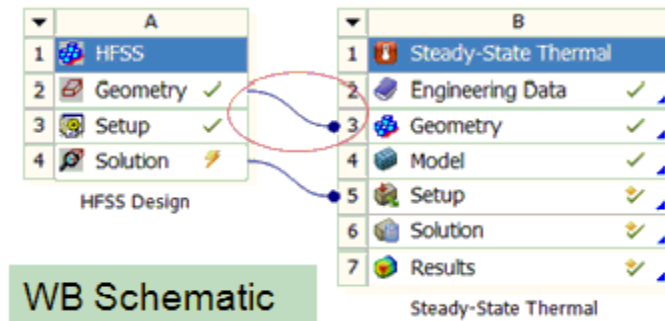 A
1 HFSS
2 Geometry
3 Setup
4 Solution
HFSS Design
B
1 Steady-State Thermal
2 Engineering Data
3 Geometry
4 Model
5 Setup
6 Solution
7 Results
Steady-State Thermal
WB Schematic